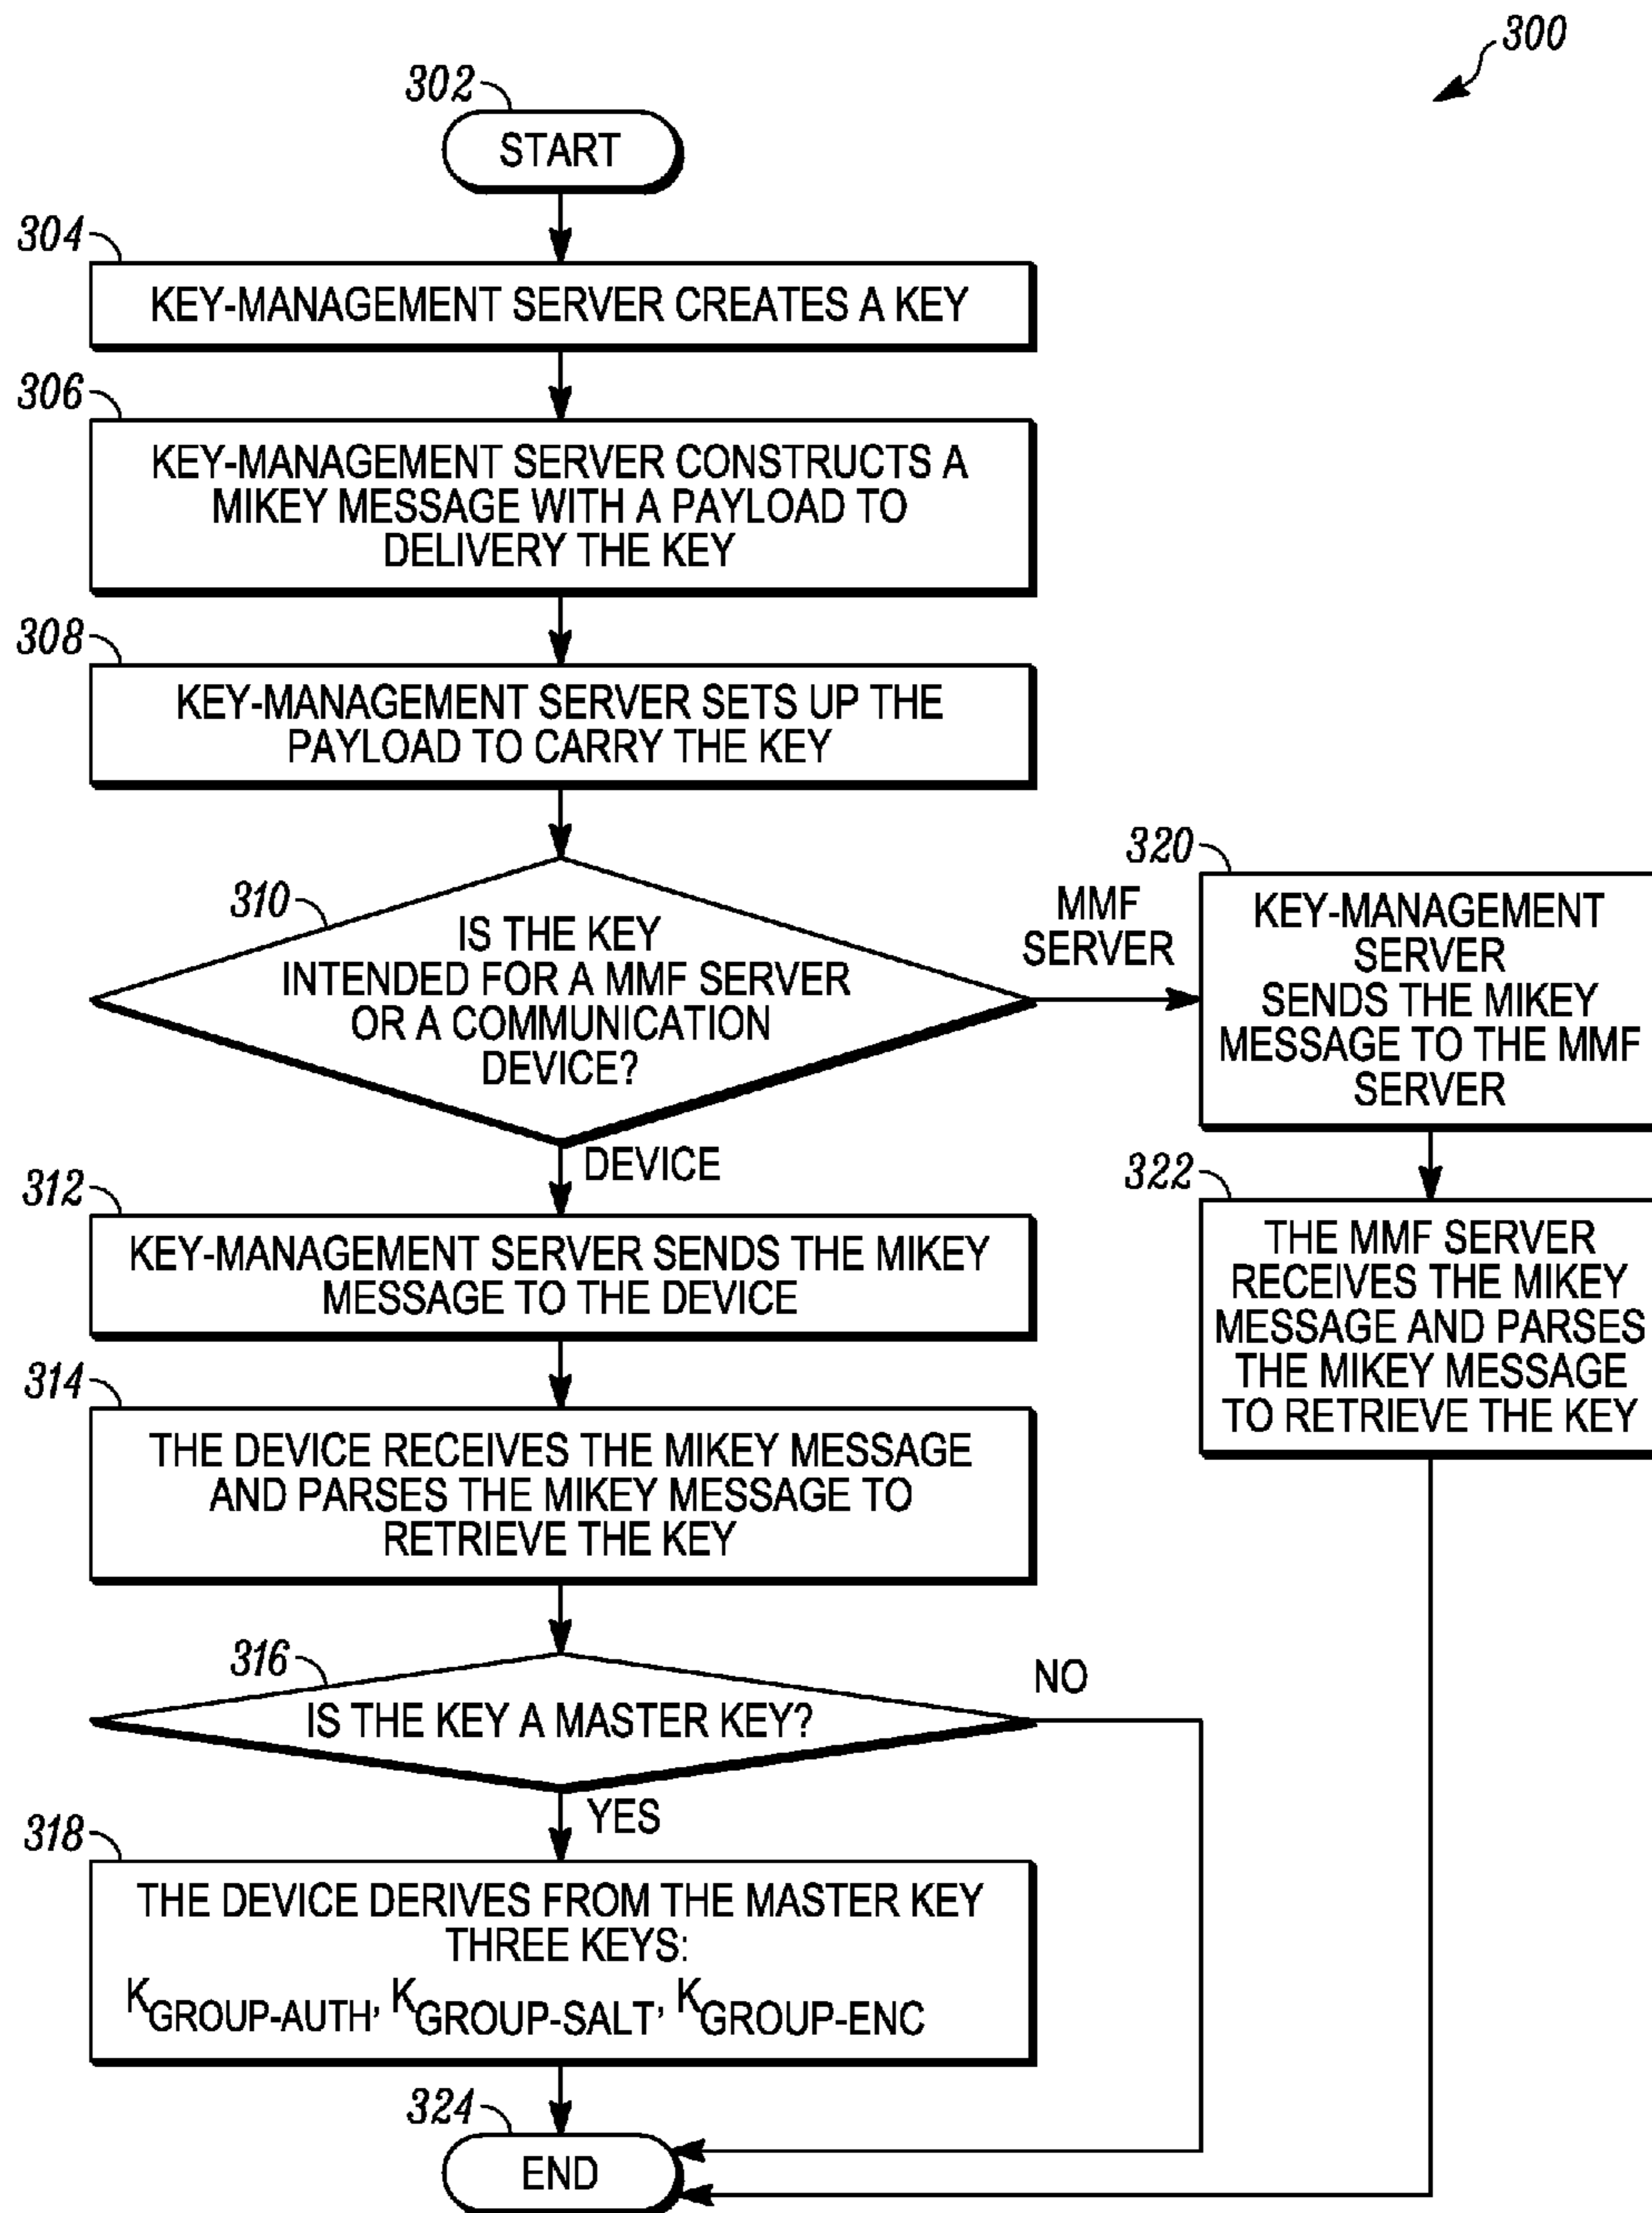 300
302
START
304
KEY-MANAGEMENT SERVER CREATES A KEY
306
KEY-MANAGEMENT SERVER CONSTRUCTS A
MIKEY MESSAGE WITH A PAYLOAD TO
DELIVERY THE KEY
308
KEY-MANAGEMENT SERVER SETS UP THE
PAYLOAD TO CARRY THE KEY
310
IS THE KEY
INTENDED FOR A MMF SERVER
OR A COMMUNICATION
DEVICE?
MMF
SERVER
320
KEY-MANAGEMENT
SERVER
SENDS THE MIKEY
MESSAGE TO THE MMF
SERVER
DEVICE
322
THE MMF SERVER
RECEIVES THE MIKEY
MESSAGE AND PARSES
THE MIKEY MESSAGE
TO RETRIEVE THE KEY
312
KEY-MANAGEMENT SERVER SENDS THE MIKEY
MESSAGE TO THE DEVICE
314
THE DEVICE RECEIVES THE MIKEY MESSAGE
AND PARSES THE MIKEY MESSAGE TO
RETRIEVE THE KEY
316
IS THE KEY A MASTER KEY?
NO
YES
318
THE DEVICE DERIVES FROM THE MASTER KEY
THREE KEYS:
KGROUP-AUTH, KGROUP-SALT, KGROUP-ENC
324
END